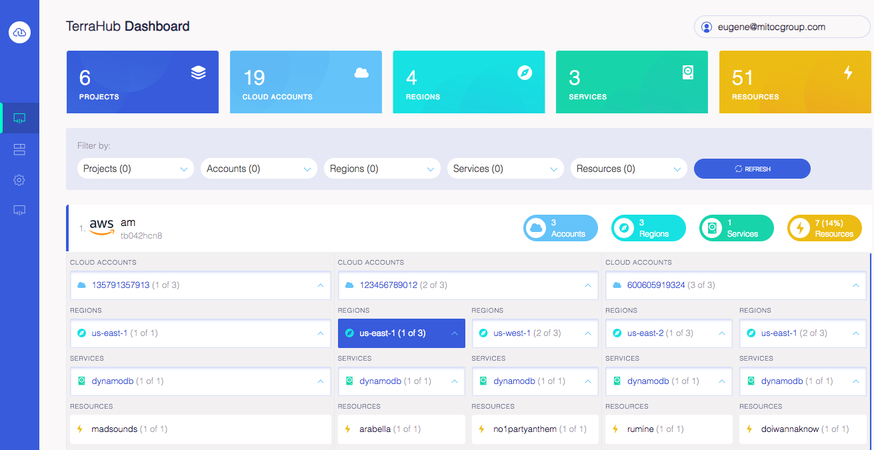 TerraHub Dashboard
eugene@mitocgroup.com
6
PROJECTS
19
CLOUD ACCOUNTS
4
REGIONS
3
SERVICES
51
RESOURCES
Filter by:
Projects (0)
Accounts (0)
Regions (0)
Services (0)
Resources (0)
REFRESH
1. aws am
tb042hcn8
3
Accounts
3
Regions
1
Services
7 (14%)
Resources
CLOUD ACCOUNTS
CLOUD ACCOUNTS
CLOUD ACCOUNTS
135791357913 (1 of 3)
123456789012 (2 of 3)
600605919324 (3 of 3)
REGIONS
REGIONS
REGIONS
REGIONS
REGIONS
us-east-1 (1 of 1)
us-east-1 (1 of 3)
us-west-1 (2 of 3)
us-east-2 (1 of 3)
us-east-1 (2 of 3)
SERVICES
SERVICES
SERVICES
SERVICES
SERVICES
dynamodb (1 of 1)
dynamodb (1 of 1)
dynamodb (1 of 1)
dynamodb (1 of 1)
dynamodb (1 of 1)
RESOURCES
RESOURCES
RESOURCES
RESOURCES
RESOURCES
madsounds (1 of 1)
arabella (1 of 1)
no1partyanthem (1 of 1)
rumine (1 of 1)
doiwannaknow (1 of 1)